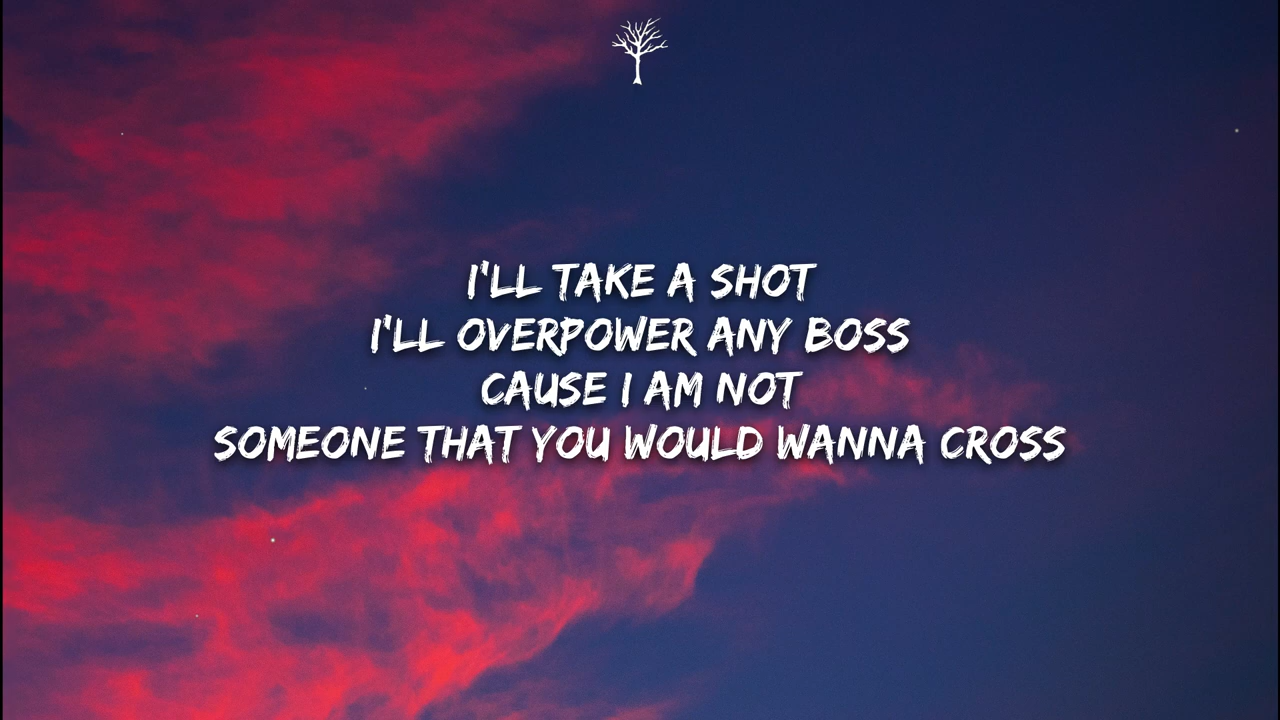 I'LL TAKE A SHOT
I'LL OVERPOWER ANY BOSS
CAUSE I AM NOT
SOMEONE THAT YOU WOULD WANNA CROSS